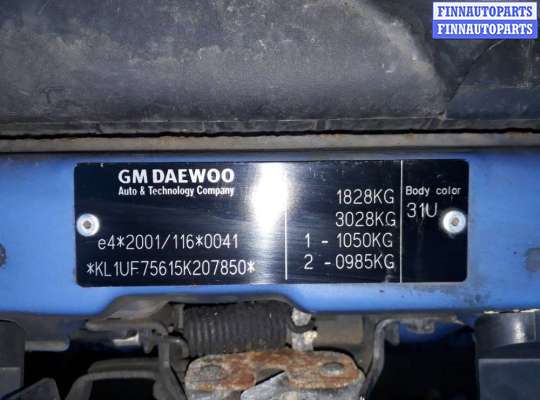 FINNAUTOPARTS
FINNAUTOPARTS
FINNAUTOPARTS
GM DAEWOO
Auto & Technology Company
e4*2001/116*0041
*KL1UF75615K207850*
1828KG
3028KG
1 - 1050KG
2 - 0985KG
Body color
31U